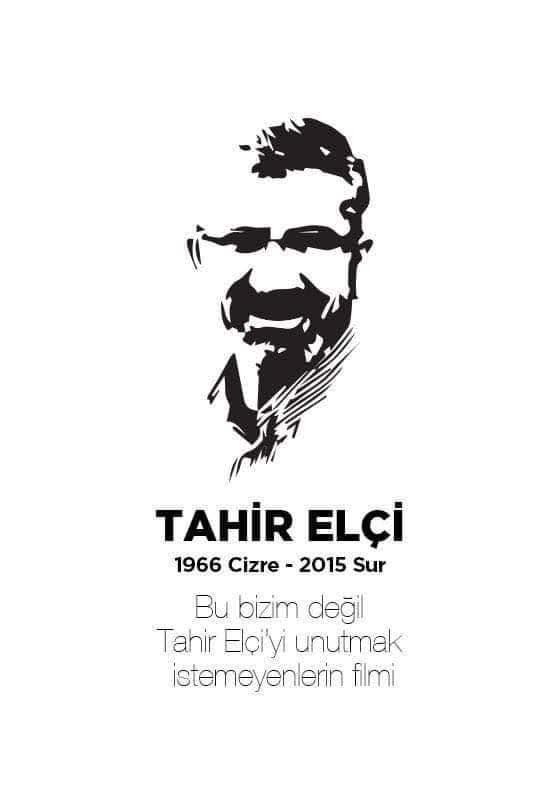 TAHİR ELÇİ
1966 Cizre - 2015 Sur
Bu bizim değil
Tahir Elçi'yi unutmak
istemeyenlerin filmi